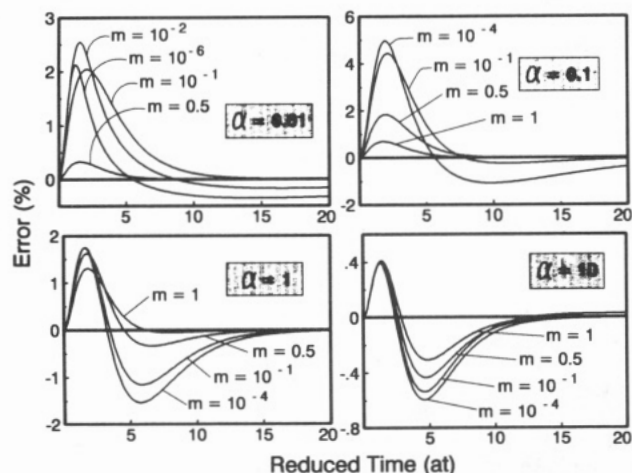 Error (%)
3
2
1
0
m = 10⁻²
m = 10⁻⁶
m = 10⁻¹
m = 0.5
α = 0.01
5
10
15
20
6%
4
2
0
-2
m = 10⁻⁴
m = 10⁻¹
m = 0.5
m = 1
α = 0.1
5
10
15
20
2
1
0
-1
-2
m = 1
m = 0.5
m = 10⁻¹
m = 10⁻⁴
α = 1
0
5
10
15
20
.4
0
-.4
-.8
α = 10
m = 1
m = 0.5
m = 10⁻¹
m = 10⁻⁴
0
5
10
15
20
Reduced Time (at)